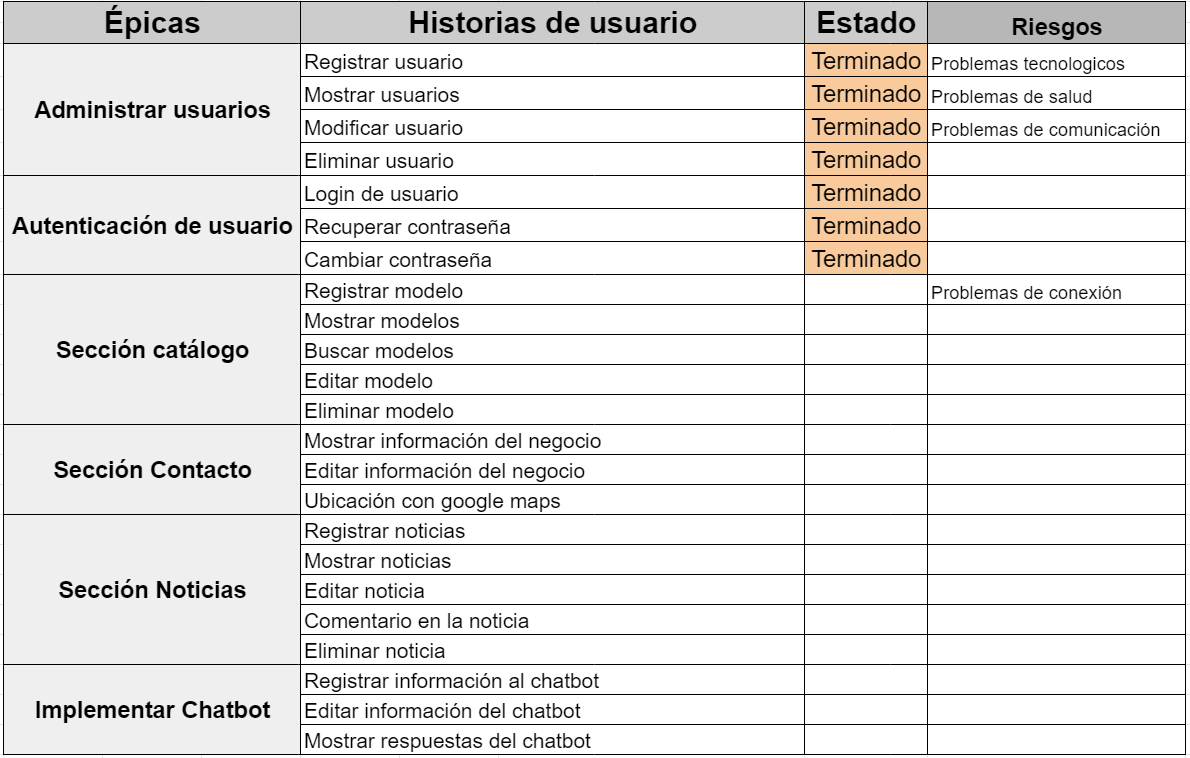 Épicas Historias de usuario Estado Riesgos
Administrar usuarios
Registrar usuario Terminado Problemas tecnologicos
Mostrar usuarios Terminado Problemas de salud
Modificar usuario Terminado Problemas de comunicación
Eliminar usuario Terminado
Autenticación de usuario
Login de usuario Terminado
Recuperar contraseña Terminado
Cambiar contraseña Terminado
Sección catálogo
Registrar modelo Problemas de conexión
Mostrar modelos
Buscar modelos
Editar modelo
Eliminar modelo
Sección Contacto
Mostrar información del negocio
Editar información del negocio
Ubicación con google maps
Sección Noticias
Registrar noticias
Mostrar noticias
Editar noticia
Comentario en la noticia
Eliminar noticia
Implementar Chatbot
Registrar información al chatbot
Editar información del chatbot
Mostrar respuestas del chatbot